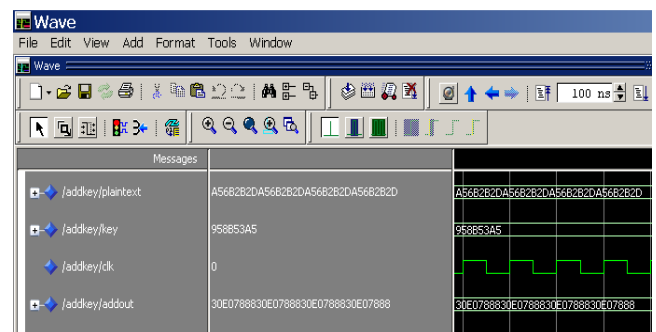 Wave
File Edit View Add Format Tools Window
Wave
100 ns
Messages
/addkey/plaintext A56B2B2DA56B2B2DA56B2B2DA56B2B2D A56B2B2DA56B2B2DA56B2B2DA56B2B2D
/addkey/key 958B53A5 958B53A5
/addkey/clk 0
/addkey/addout 30E0788830E0788830E0788830E07888 30E0788830E0788830E0788830E07888